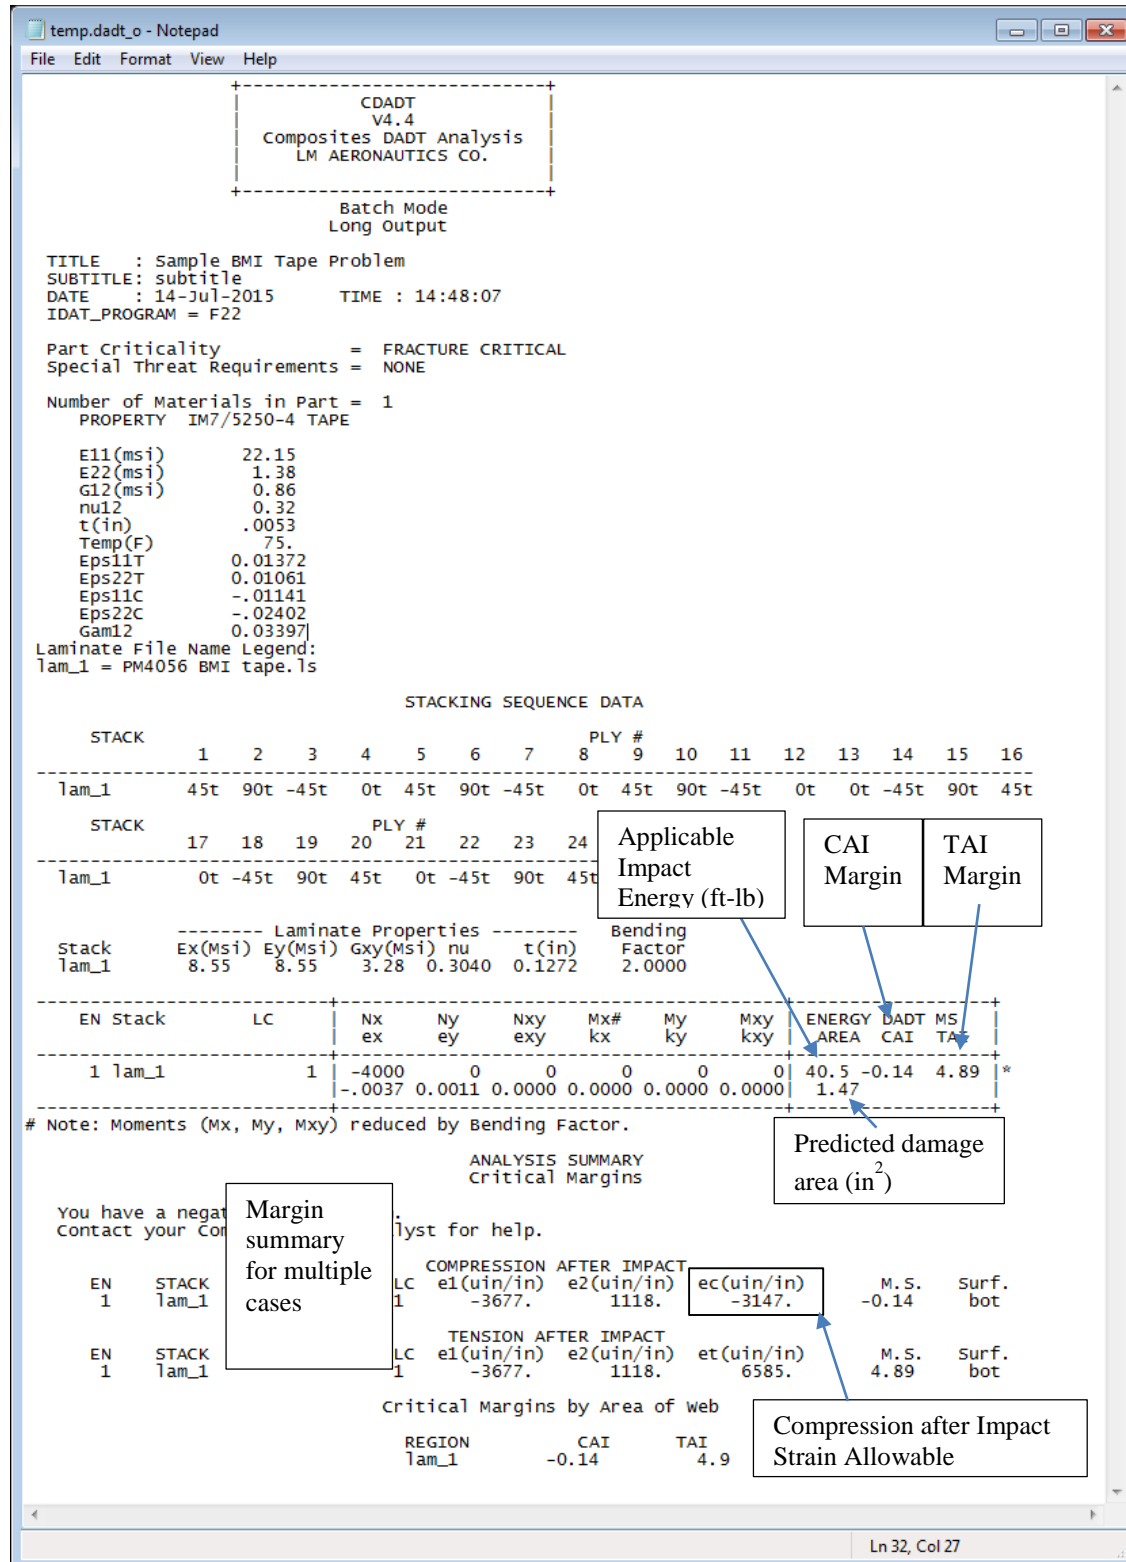 temp.dadt_o - Notepad
File Edit Format View Help
+----------------------------+
CDADT
V4.4
Composites DADT Analysis
LM AERONAUTICS CO.
+----------------------------+
Batch Mode
Long Output
TITLE : Sample BMI Tape Problem
SUBTITLE: subtitle
DATE : 14-Jul-2015 TIME : 14:48:07
IDAT_PROGRAM = F22
Part Criticality = FRACTURE CRITICAL
Special Threat Requirements = NONE
Number of Materials in Part = 1
PROPERTY IM7/5250-4 TAPE
E11(msi) 22.15
E22(msi) 1.38
G12(msi) 0.86
nu12 0.32
t(in) .0053
Temp(F) 75.
Eps11T 0.01372
Eps22T 0.01061
Eps11C -.01141
Eps22C -.02402
Gam12 0.03397
Laminate File Name Legend:
lam_1 = PM4056 BMI tape.ls
STACKING SEQUENCE DATA
STACK PLY #
1 2 3 4 5 6 7 8 9 10 11 12 13 14 15 16
lam_1 45t 90t -45t 0t 45t 90t -45t 0t 45t 90t -45t 0t 0t -45t 90t 45t
STACK PLY #
17 18 19 20 21 22 23 24
lam_1 0t -45t 90t 45t 0t -45t 90t 45t
Applicable
Impact
Energy (ft-lb)
CAI
Margin
TAI
Margin
-------- Laminate Properties -------- Bending
Stack Ex(Msi) Ey(Msi) Gxy(Msi) nu t(in) Factor
lam_1 8.55 8.55 3.28 0.3040 0.1272 2.0000
EN Stack LC | Nx Ny Nxy Mx# My Mxy | ENERGY DADT MS |
| ex ey exy kx ky kxy | AREA CAI TAI |
1 lam_1 1 | -4000 0 0 0 0 0| 40.5 -0.14 4.89 |*
|-.0037 0.0011 0.0000 0.0000 0.0000 0.0000| 1.47 |
# Note: Moments (Mx, My, Mxy) reduced by Bending Factor.
Predicted damage
area (in2)
ANALYSIS SUMMARY
Critical Margins
You have a negat
Contact your Com lyst for help.
Margin
summary
for multiple
cases
COMPRESSION AFTER IMPACT
EN STACK LC e1(uin/in) e2(uin/in) ec(uin/in) M.S. Surf.
1 lam_1 1 -3677. 1118. -3147. -0.14 bot
TENSION AFTER IMPACT
EN STACK LC e1(uin/in) e2(uin/in) et(uin/in) M.S. Surf.
1 lam_1 1 -3677. 1118. 6585. 4.89 bot
Critical Margins by Area of Web
REGION CAI TAI
lam_1 -0.14 4.9
Compression after Impact
Strain Allowable
Ln 32, Col 27